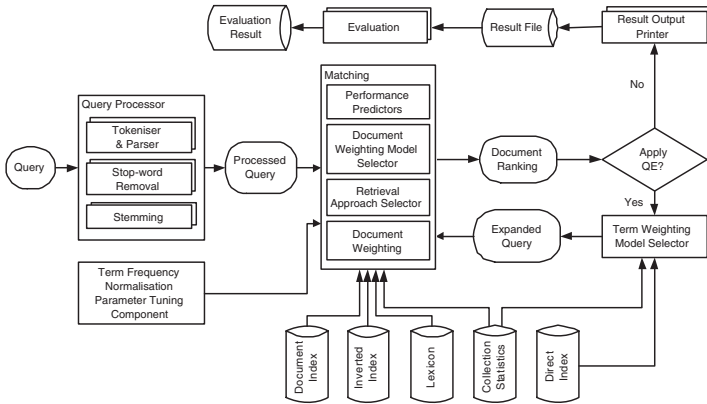 Evaluation
Result
Evaluation
Result File
Result Output
Printer
No
Matching
Performance
Predictors
Document
Weighting Model
Selector
Retrieval
Approach Selector
Document
Weighting
Query Processor
Tokeniser
& Parser
Stop-word
Removal
Stemming
Query
Processed
Query
Document
Ranking
Apply
QE?
Yes
Expanded
Query
Term Weighting
Model Selector
Term Frequency
Normalisation
Parameter Tuning
Component
Document
Index
Inverted
Index
Lexicon
Collection
Statistics
Direct
Index